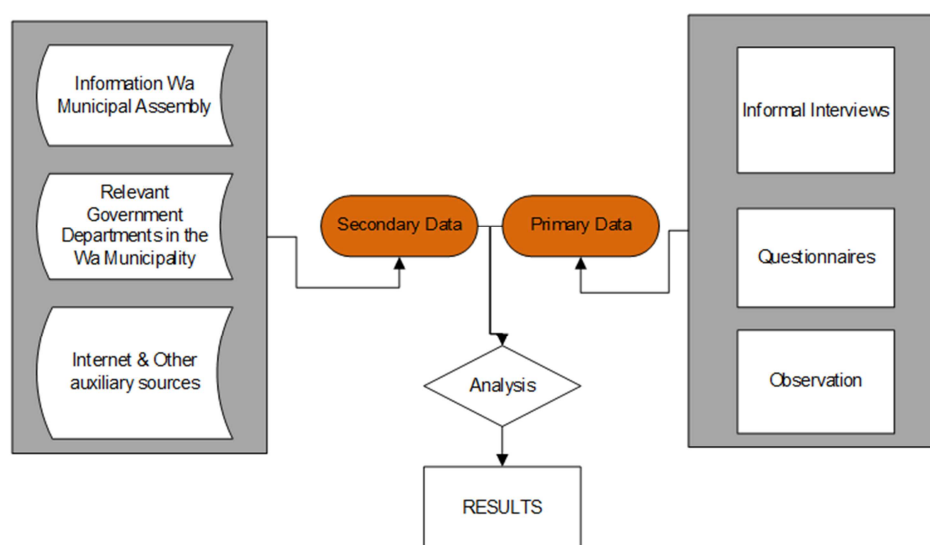 Information Wa
Municipal Assembly
Relevant
Government
Departments in the
Wa Municipality
Internet & Other
auxiliary sources
Secondary Data
Primary Data
Informal Interviews
Questionnaires
Observation
Analysis
RESULTS